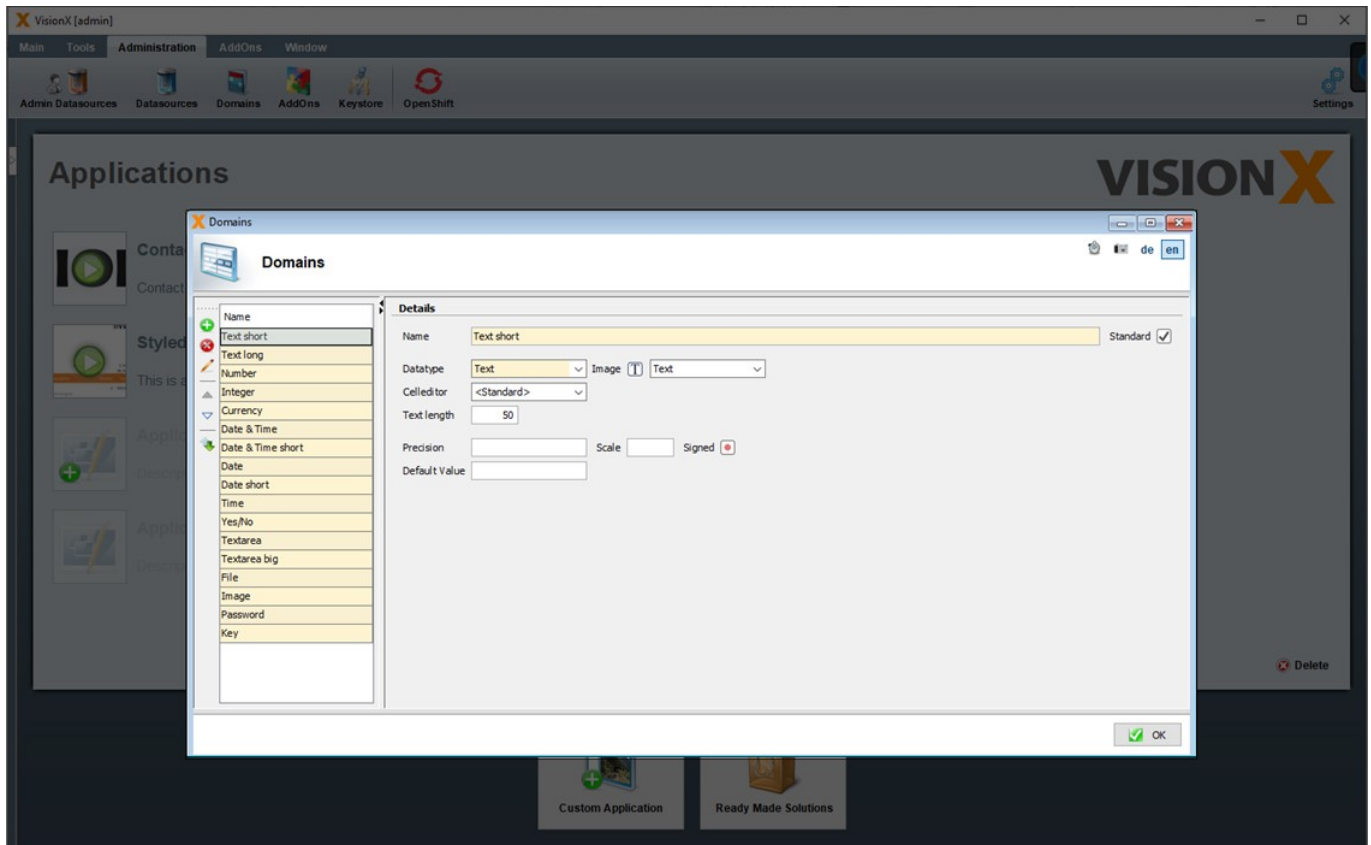 VisionX [admin]
Main Tools Administration AddOns Window
Admin Datasources Datasources Domains AddOns Keystore OpenShift Settings
Applications
VISIONX
Conta
Contact
Styled
This is a
Applic
Descrip
Applic
Descrip
Domains
Domains
de en
Name
Text short
Text long
Number
Integer
Currency
Date & Time
Date & Time short
Date
Date short
Time
Yes/No
Textarea
Textarea big
File
Image
Password
Key
Details
Name Text short Standard
Datatype Text Image T Text
Celleditor <Standard>
Text length 50
Precision Scale Signed
Default Value
OK
Delete
Custom Application Ready Made Solutions